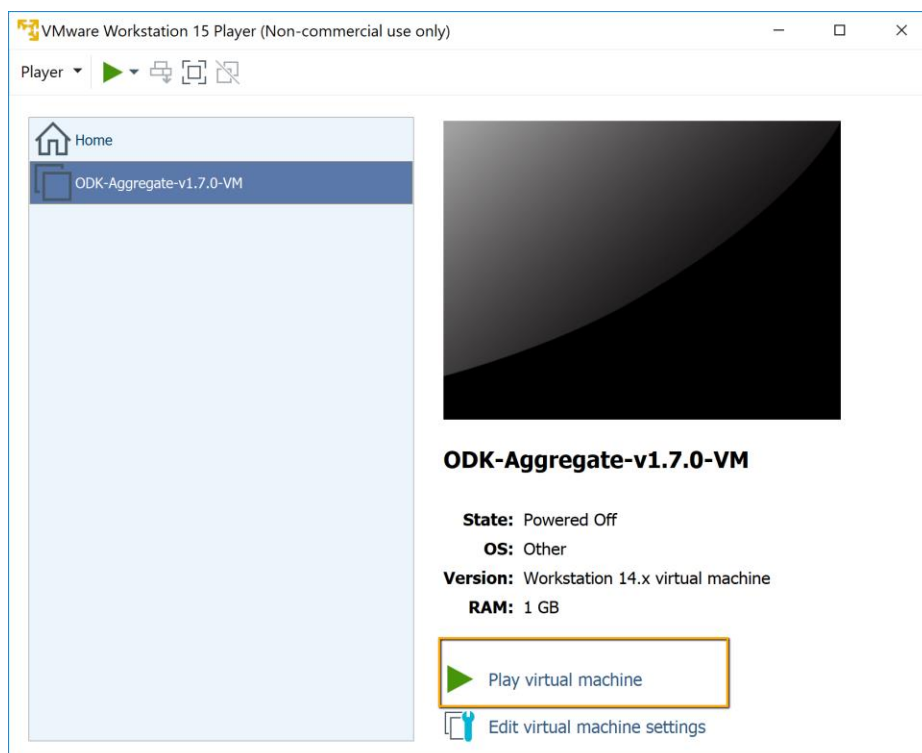 VMware Workstation 15 Player (Non-commercial use only)
Player
Home
ODK-Aggregate-v1.7.0-VM
ODK-Aggregate-v1.7.0-VM
State: Powered Off
OS: Other
Version: Workstation 14.x virtual machine
RAM: 1 GB
Play virtual machine
Edit virtual machine settings